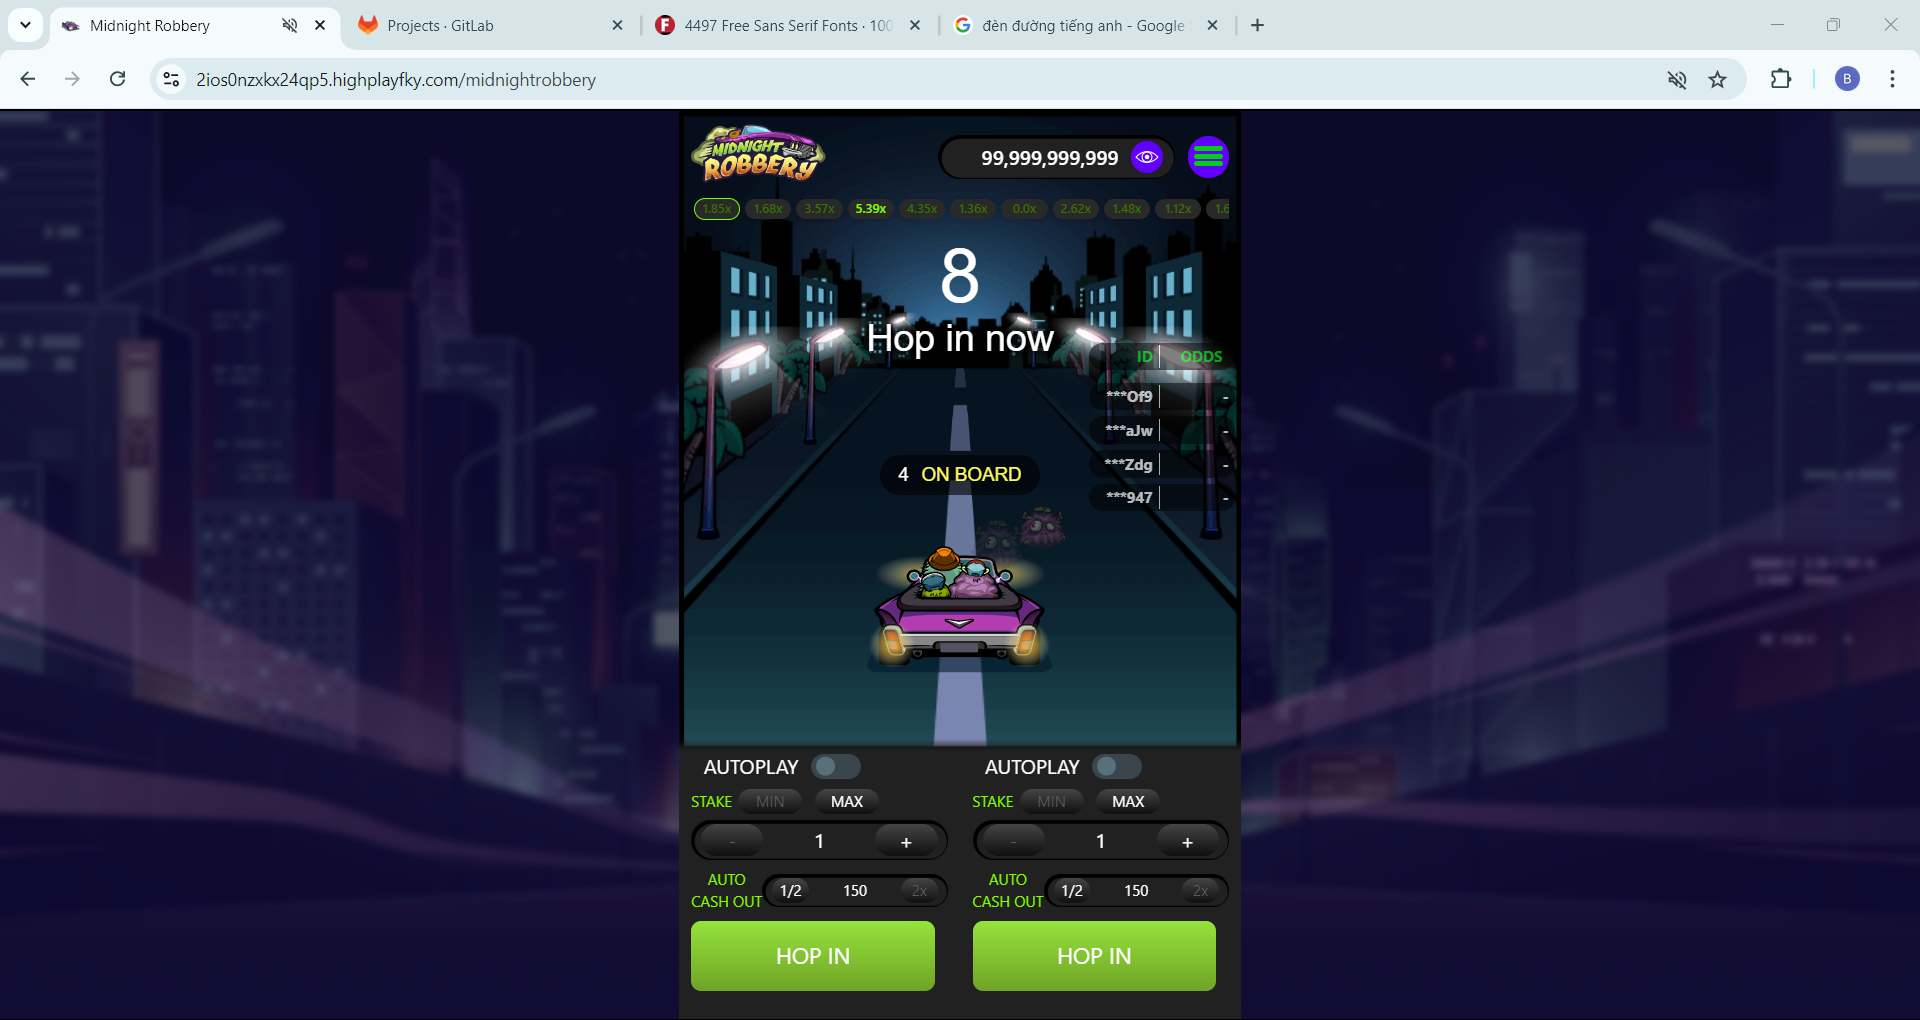 Midnight Robbery
Projects · GitLab
4497 Free Sans Serif Fonts · 100
đèn đường tiếng anh - Google
2ios0nzxkx24qp5.highplayfky.com/midnightrobbery
B
MIDNIGHT
ROBBERY
99,999,999,999
1.85x 1.68x 3.57x 5.39x 4.35x 1.36x 0.0x 2.62x 1.48x 1.12x 1.6
8
Hop in now
ID ODDS
***Of9 -
***aJw -
***Zdg -
***947 -
4 ON BOARD
AUTOPLAY
STAKE MIN MAX
- 1 +
AUTO
CASH OUT 1/2 150 2x
HOP IN
AUTOPLAY
STAKE MIN MAX
- 1 +
AUTO
CASH OUT 1/2 150 2x
HOP IN